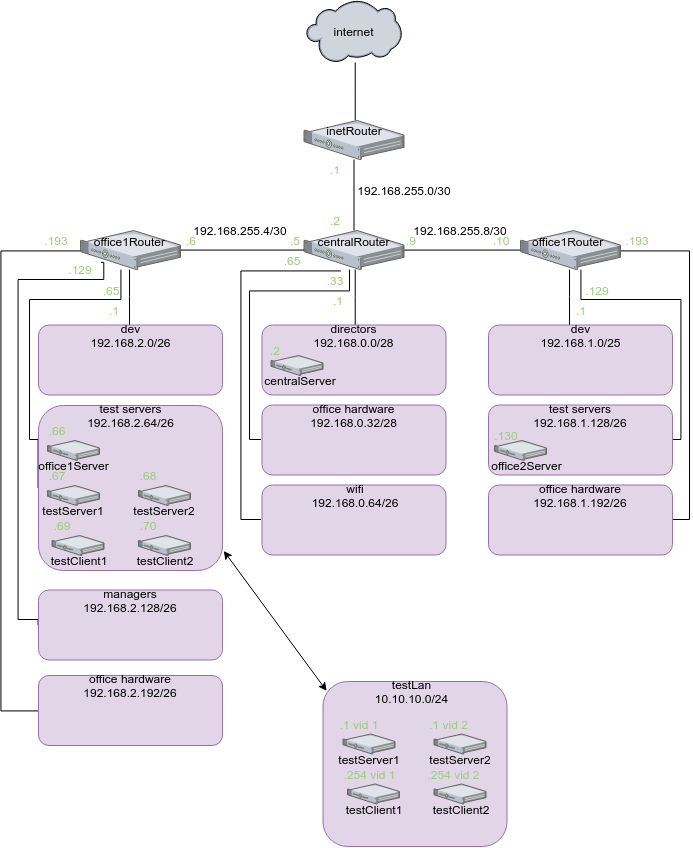 internet
inetRouter
.1
192.168.255.0/30
.2
192.168.255.4/30
192.168.255.8/30
.193
office1Router
.6
.5
centralRouter
.9
.10
office1Router
.193
.129
.65
.65
.33
.129
.1
.1
.1
dev
192.168.2.0/26
directors
192.168.0.0/28
.2
centralServer
dev
192.168.1.0/25
test servers
192.168.2.64/26
.66
office1Server
.67
testServer1
.68
testServer2
.69
testClient1
.70
testClient2
office hardware
192.168.0.32/28
test servers
192.168.1.128/26
.130
office2Server
wifi
192.168.0.64/26
office hardware
192.168.1.192/26
managers
192.168.2.128/26
office hardware
192.168.2.192/26
testLan
10.10.10.0/24
.1 vid 1
testServer1
.1 vid 2
testServer2
.254 vid 1
testClient1
.254 vid 2
testClient2